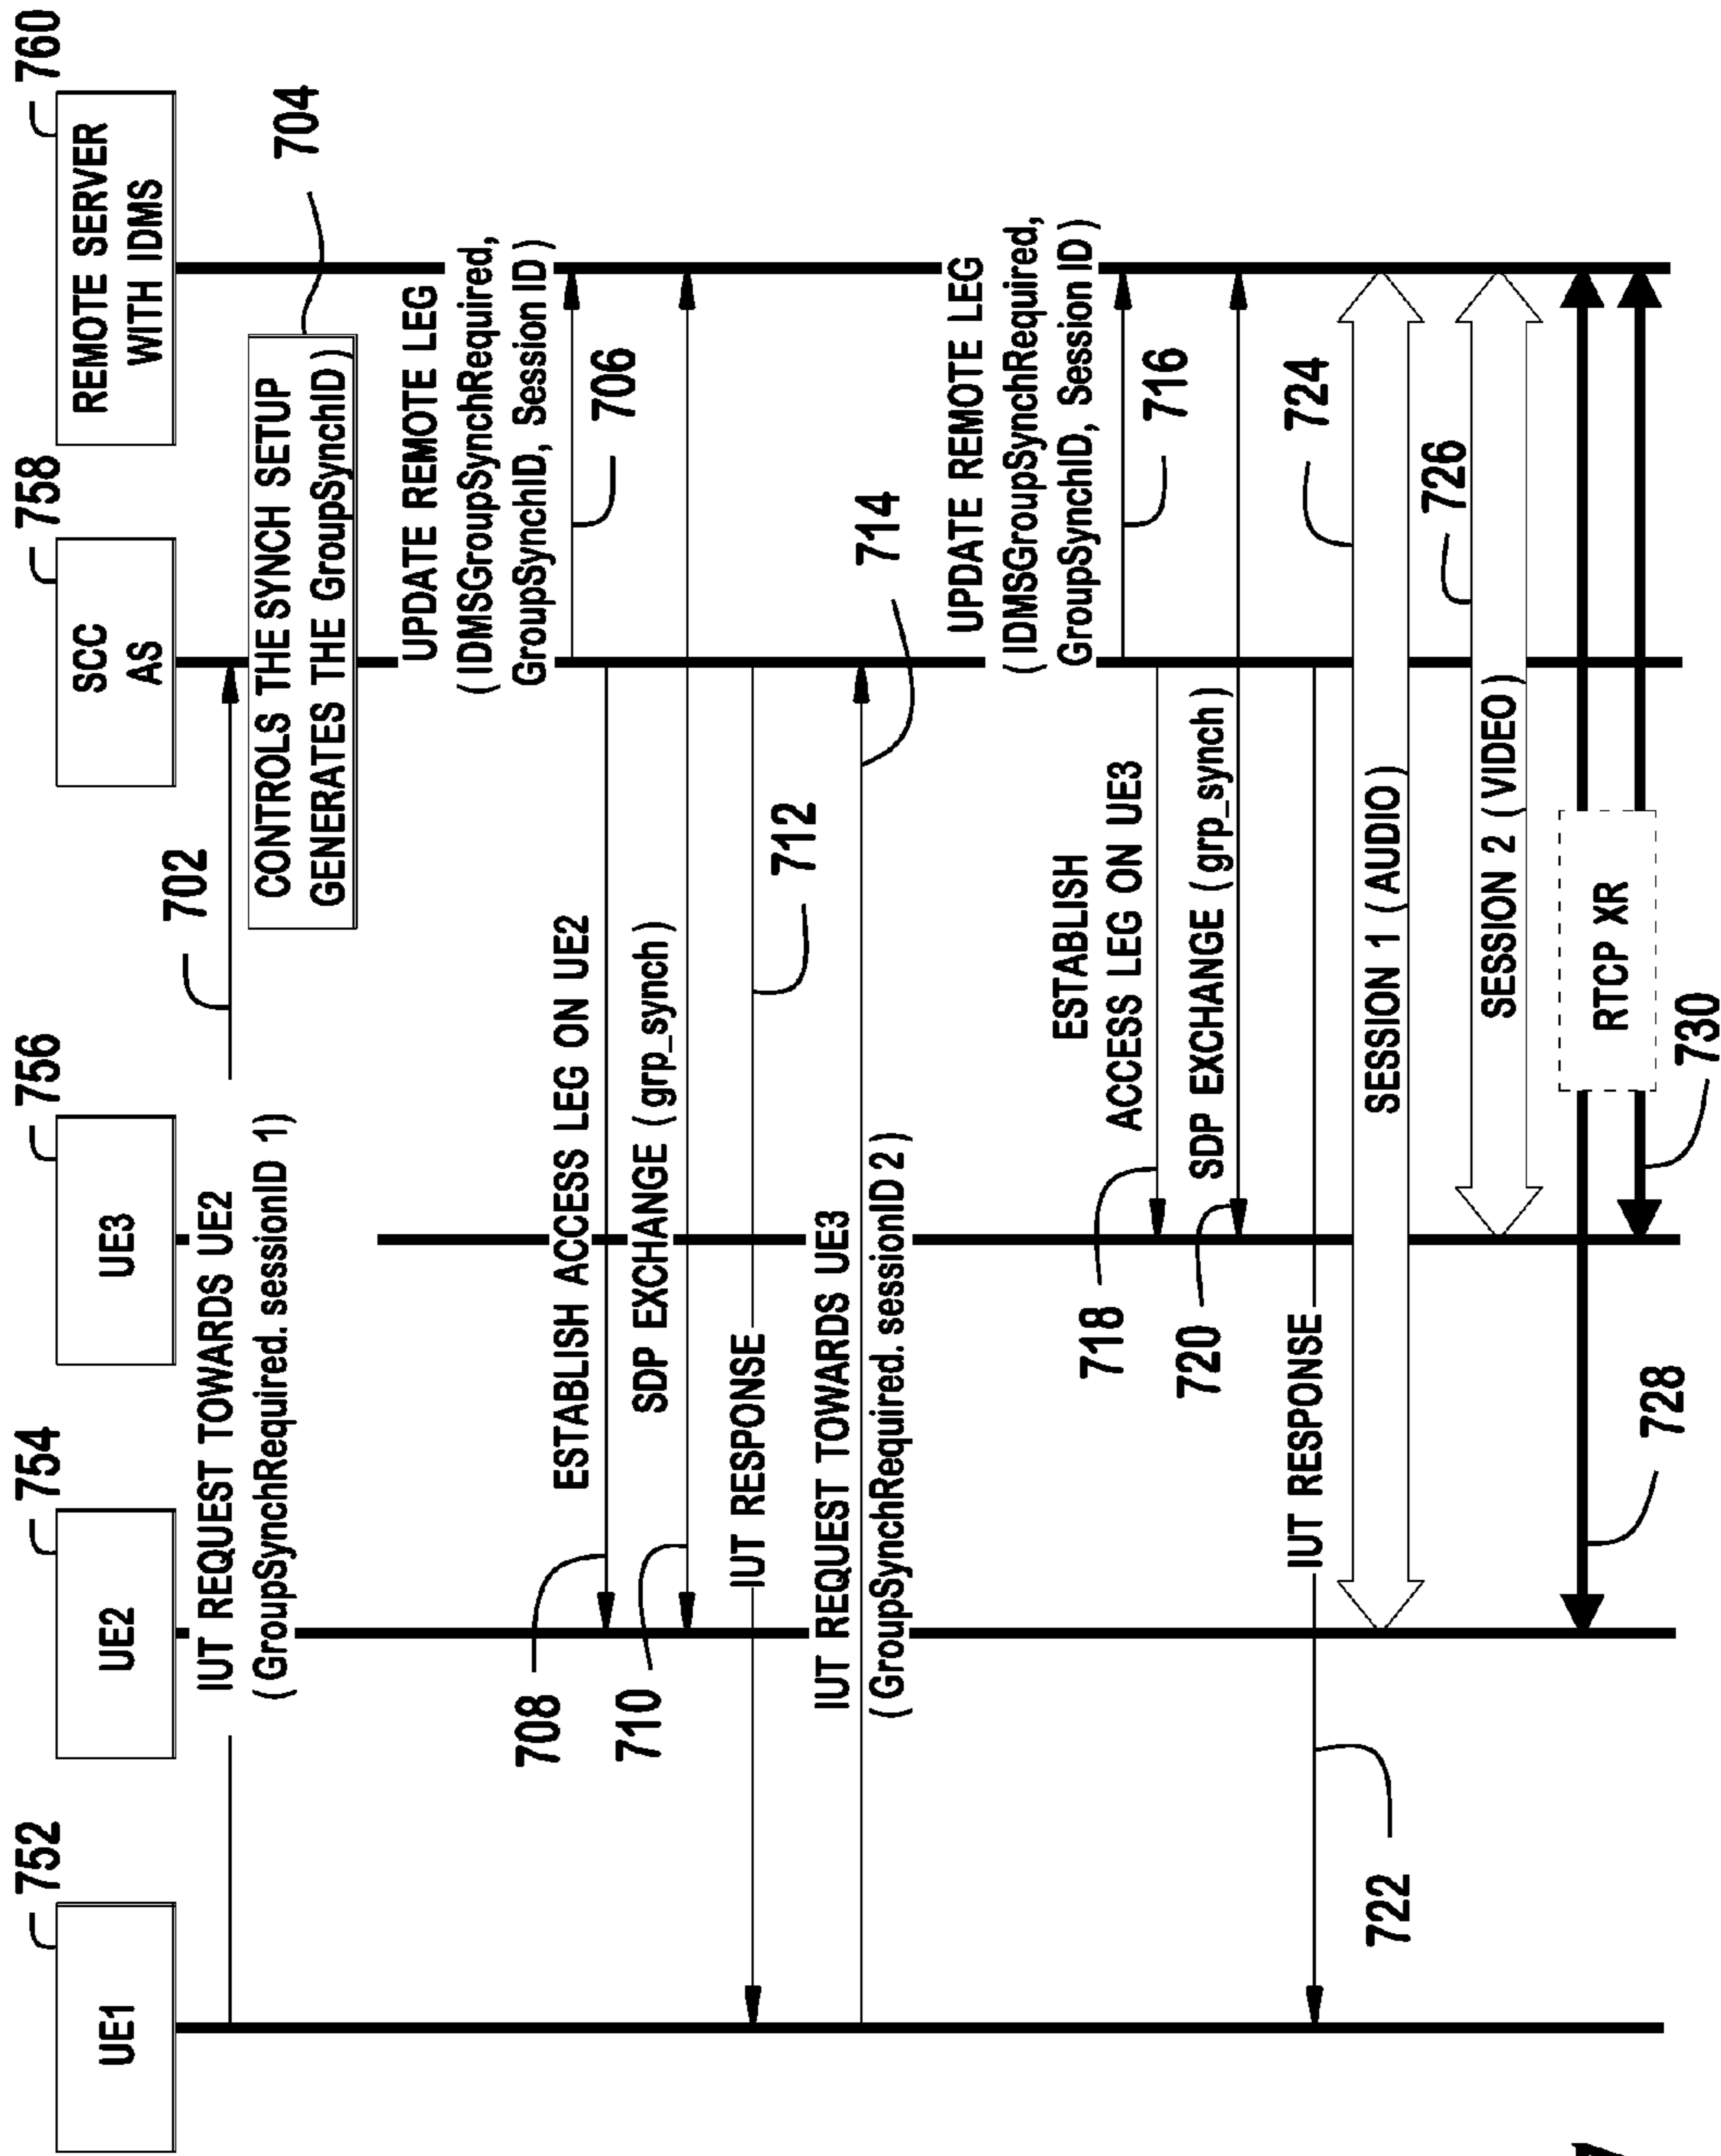 752
754
756
758
760
UE1
UE2
UE3
SCC
AS
REMOTE SERVER
WITH IDMS
702
IUT REQUEST TOWARDS UE2
(GroupSynchRequired. sessionID 1)
CONTROLS THE SYNCH SETUP
GENERATES THE GroupSynchID)
704
UPDATE REMOTE LEG
(IDMSGroupSynchRequired,
GroupSynchID, Session ID)
706
ESTABLISH ACCESS LEG ON UE2
708
SDP EXCHANGE (grp_synch)
710
IUT RESPONSE
712
IUT REQUEST TOWARDS UE3
(GroupSynchRequired. sessionID 2)
714
UPDATE REMOTE LEG
(IDMSGroupSynchRequired,
GroupSynchID, Session ID)
716
ESTABLISH
ACCESS LEG ON UE3
718
SDP EXCHANGE (grp_synch)
720
IUT RESPONSE
722
724
SESSION 1 (AUDIO)
726
SESSION 2 (VIDEO)
RTCP XR
728
730